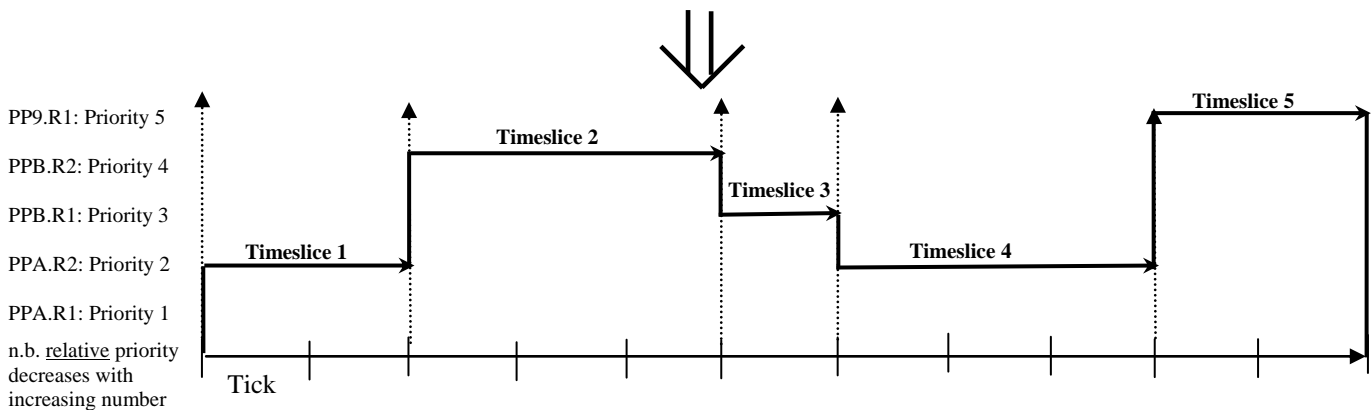 PP9.R1: Priority 5
Timeslice 5
Timeslice 2
PPB.R2: Priority 4
Timeslice 3
PPB.R1: Priority 3
Timeslice 1
Timeslice 4
PPA.R2: Priority 2
PPA.R1: Priority 1
n.b. relative priority
decreases with
increasing number
Tick